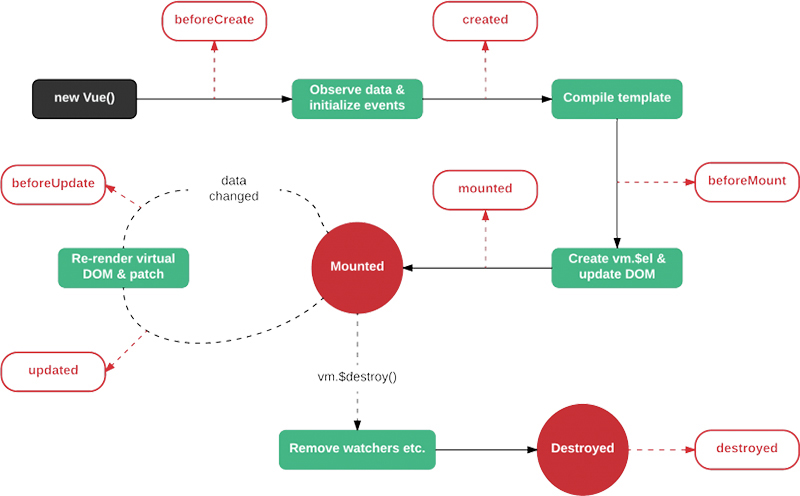 beforeCreate
created
new Vue()
Observe data &
initialize events
Compile template
beforeUpdate
data
changed
mounted
beforeMount
Re-render virtual
DOM & patch
Mounted
Create vm.$el &
update DOM
updated
vm.$destroy()
Remove watchers etc.
Destroyed
destroyed